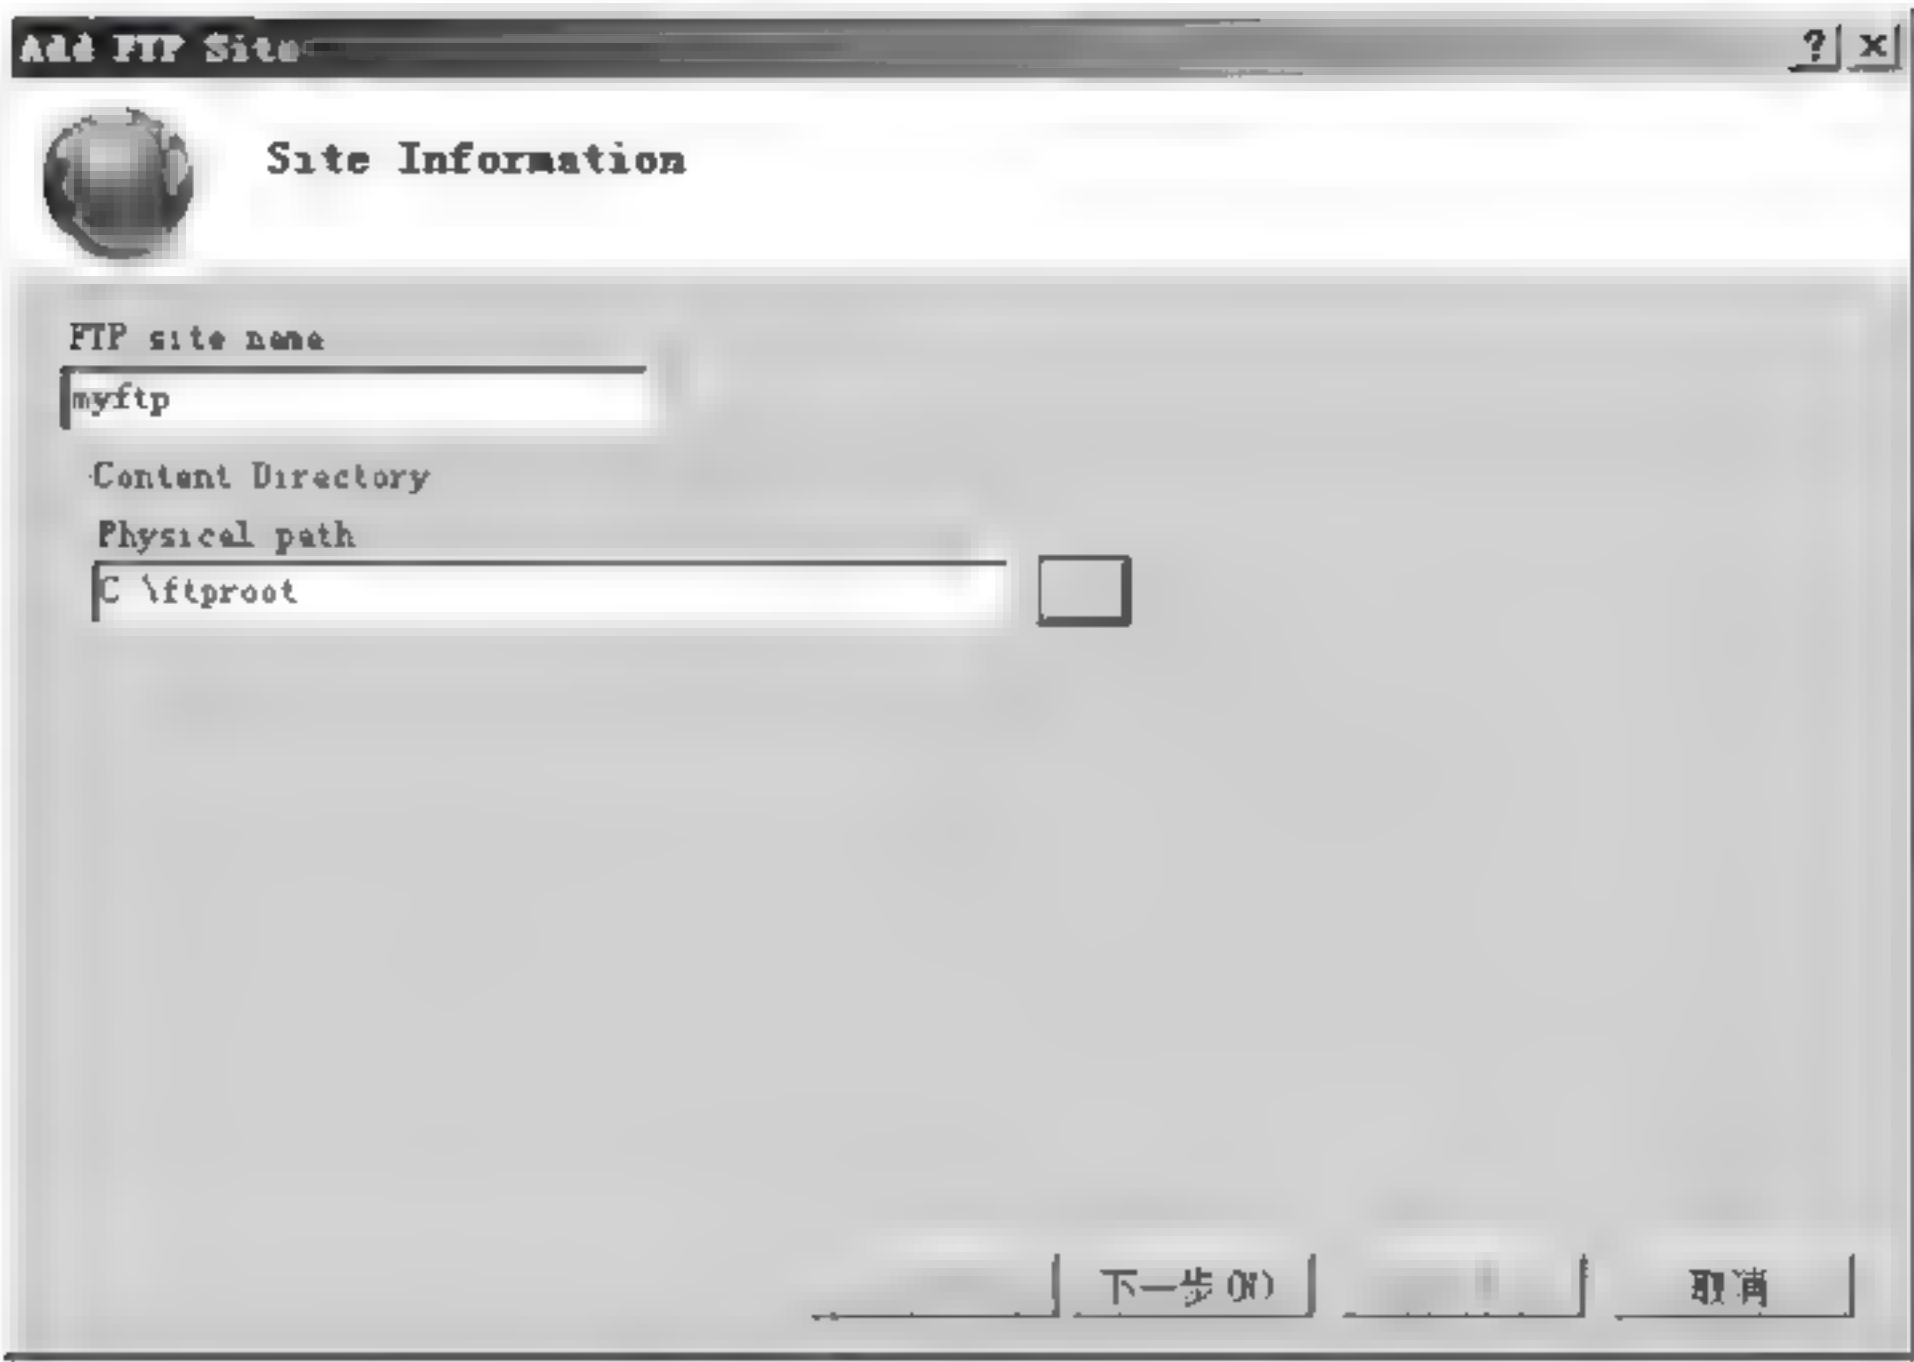 Add FTP Site
? ×
Site Information
FTP site name
myftp
Content Directory
Physical path
C \ftproot
下一步(N)
取消